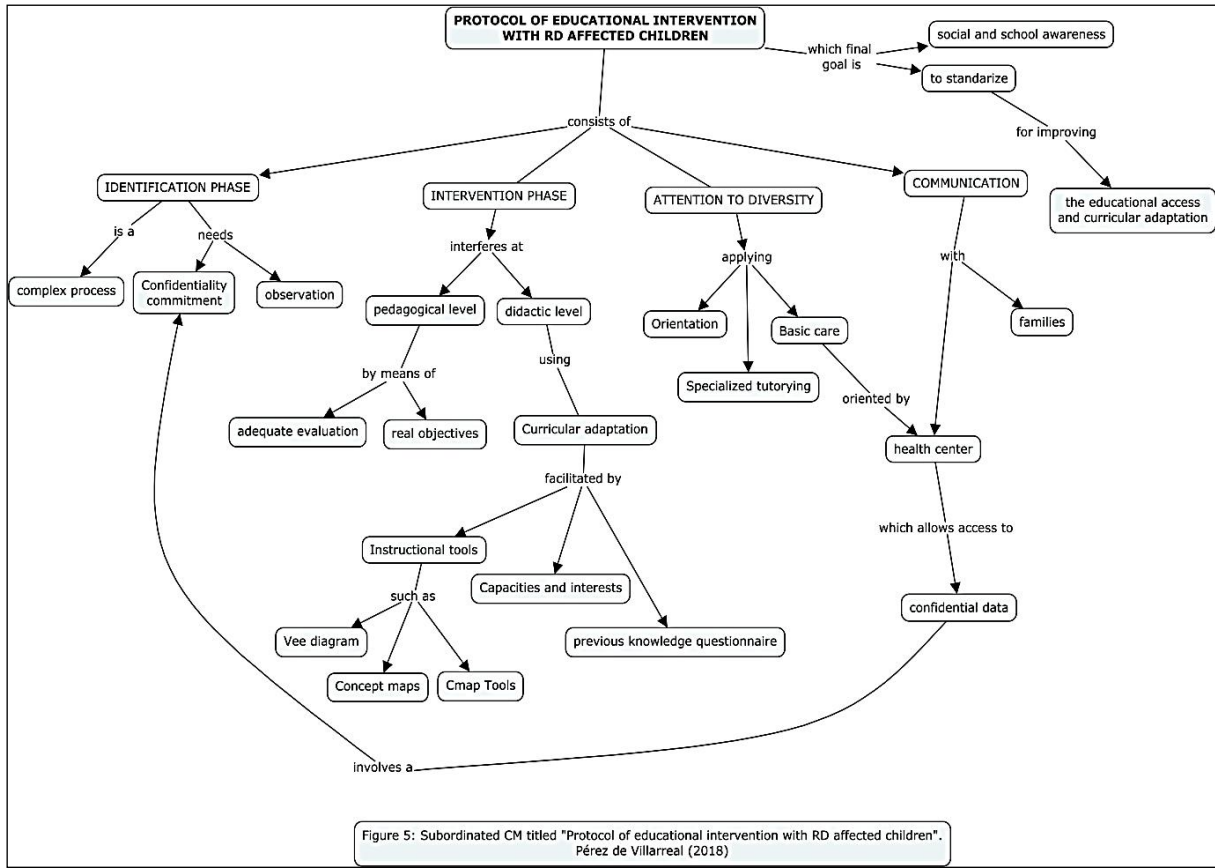 PROTOCOL OF EDUCATIONAL INTERVENTION
WITH RD AFFECTED CHILDREN
which final
goal is
social and school awareness
to standarize
for improving
the educational access
and curricular adaptation
consists of
IDENTIFICATION PHASE
is a
needs
complex process
Confidentiality
commitment
observation
INTERVENTION PHASE
interferes at
pedagogical level
didactic level
by means of
adequate evaluation
real objectives
using
Curricular adaptation
facilitated by
Instructional tools
Capacities and interests
previous knowledge questionnaire
such as
Vee diagram
Concept maps
Cmap Tools
ATTENTION TO DIVERSITY
applying
Orientation
Specialized tutorying
Basic care
oriented by
COMMUNICATION
with
families
health center
which allows access to
confidential data
involves a
Figure 5: Subordinated CM titled "Protocol of educational intervention with RD affected children".
Pérez de Villarreal (2018)